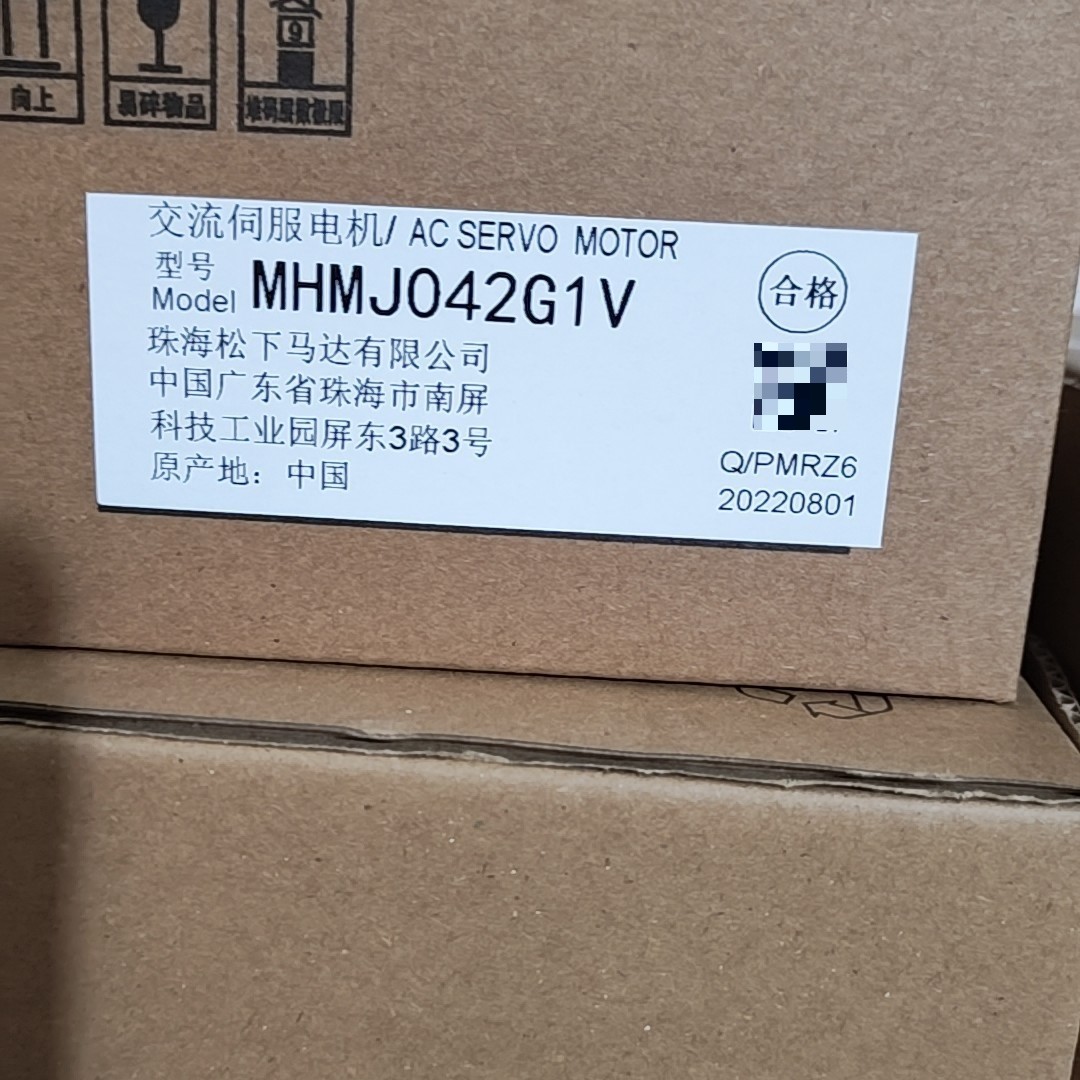 9
向上
易碎物品
堆码层数极限
交流伺服电机/ AC SERVO MOTOR
型号
Model MHMJ042G1V
合格
珠海松下马达有限公司
中国广东省珠海市南屏
科技工业园屏东3路3号
原产地：中国
Q/PMRZ6
20220801